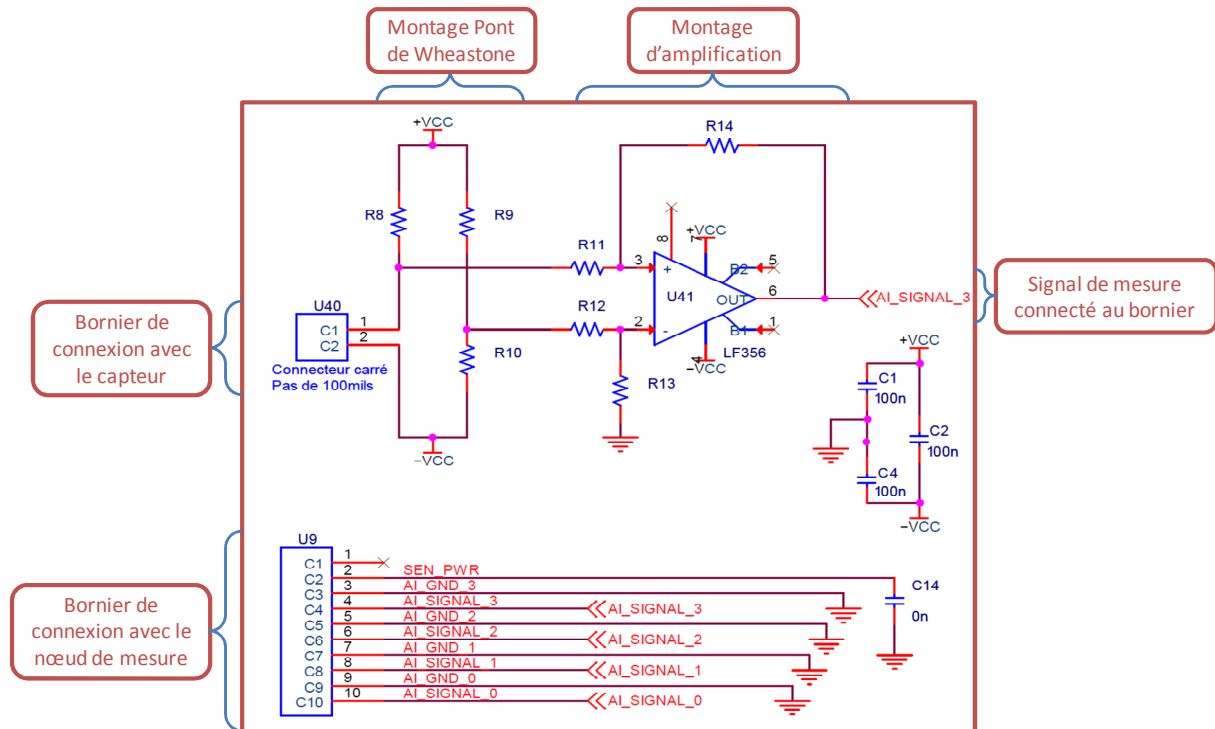 Montage Pont
de Wheastone
Montage
d'amplification
+VCC
R14
R8
R9
8
+VCC
7
R11
3
+
B2
5
U41
OUT
6
AI_SIGNAL_3
Signal de mesure
connecté au bornier
Bornier de
connexion avec
le capteur
U40
C1
1
C2
2
Connecteur carré
Pas de 100mils
R12
2
-
B1
1
R10
4
-VCC
LF356
R13
-VCC
+VCC
C1
100n
C2
100n
C4
100n
-VCC
Bornier de
connexion avec le
nœud de mesure
U9
C1
1
C2
2
SEN_PWR
C3
3
AI_GND_3
C4
4
AI_SIGNAL_3
AI_SIGNAL_3
C5
5
AI_GND_2
C6
6
AI_SIGNAL_2
AI_SIGNAL_2
C7
7
AI_GND_1
C8
8
AI_SIGNAL_1
AI_SIGNAL_1
C9
9
AI_GND_0
C10
10
AI_SIGNAL_0
AI_SIGNAL_0
C14
0n